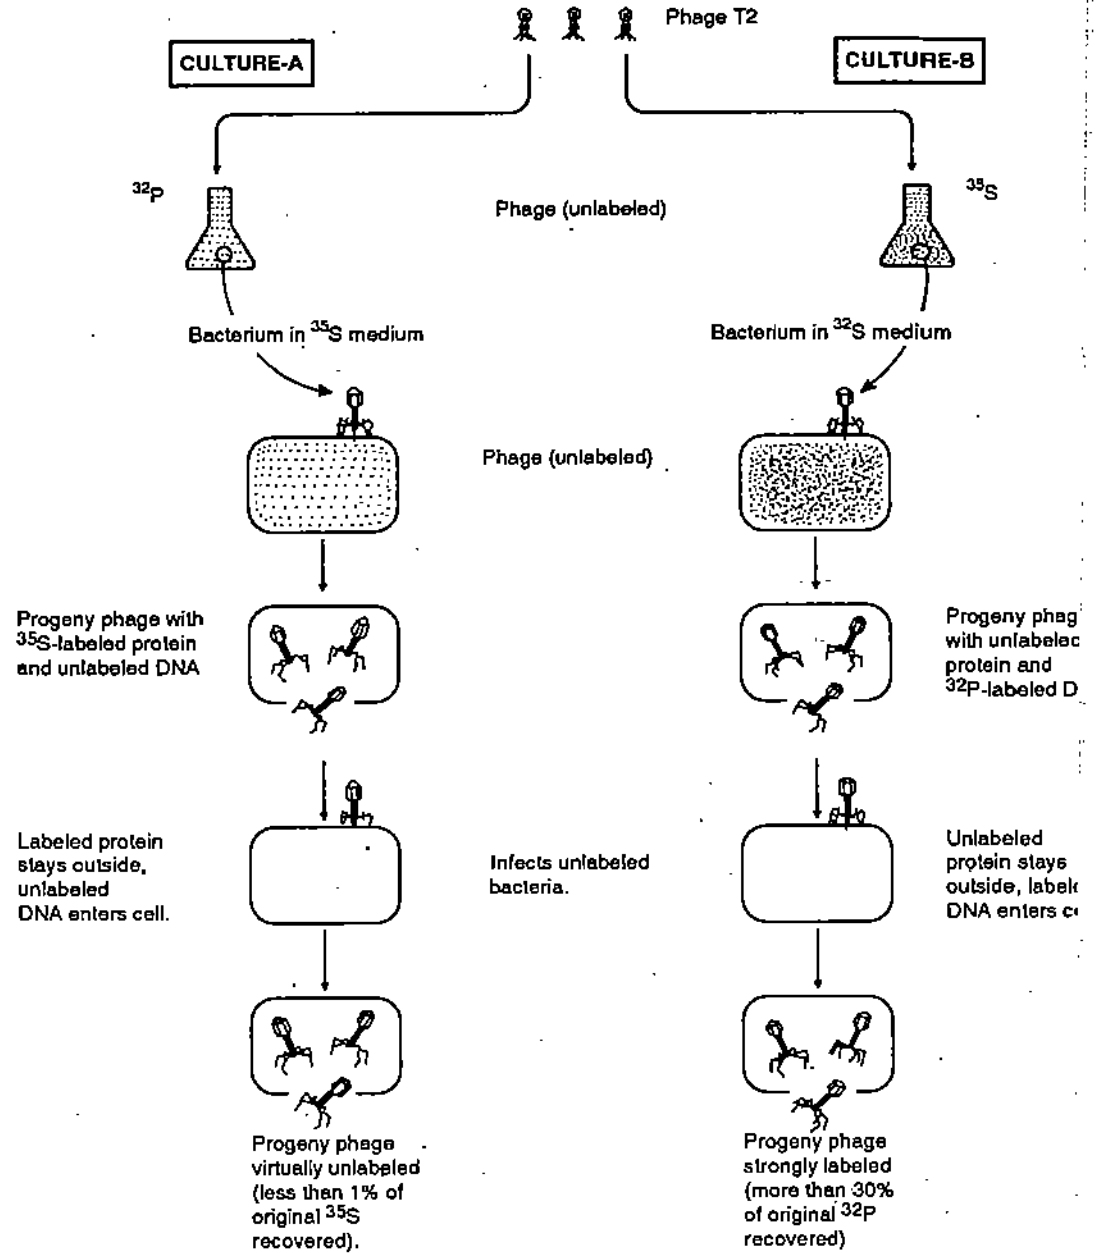 Phage T2
CULTURE-A
CULTURE-B
32P
35S
Phage (unlabeled)
Bacterium in 35S medium
Bacterium in 32S medium
Phage (unlabeled)
Progeny phage with
35S-labeled protein
and unlabeled DNA
Progeny phag
with unlabeled
protein and
32P-labeled D
Labeled protein
stays outside,
unlabeled
DNA enters cell.
Infects unlabeled
bacteria.
Unlabeled
protein stays
outside, label
DNA enters c
Progeny phage
virtually unlabeled
(less than 1% of
original 35S
recovered).
Progeny phage
strongly labeled
(more than 30%
of original 32P
recovered)